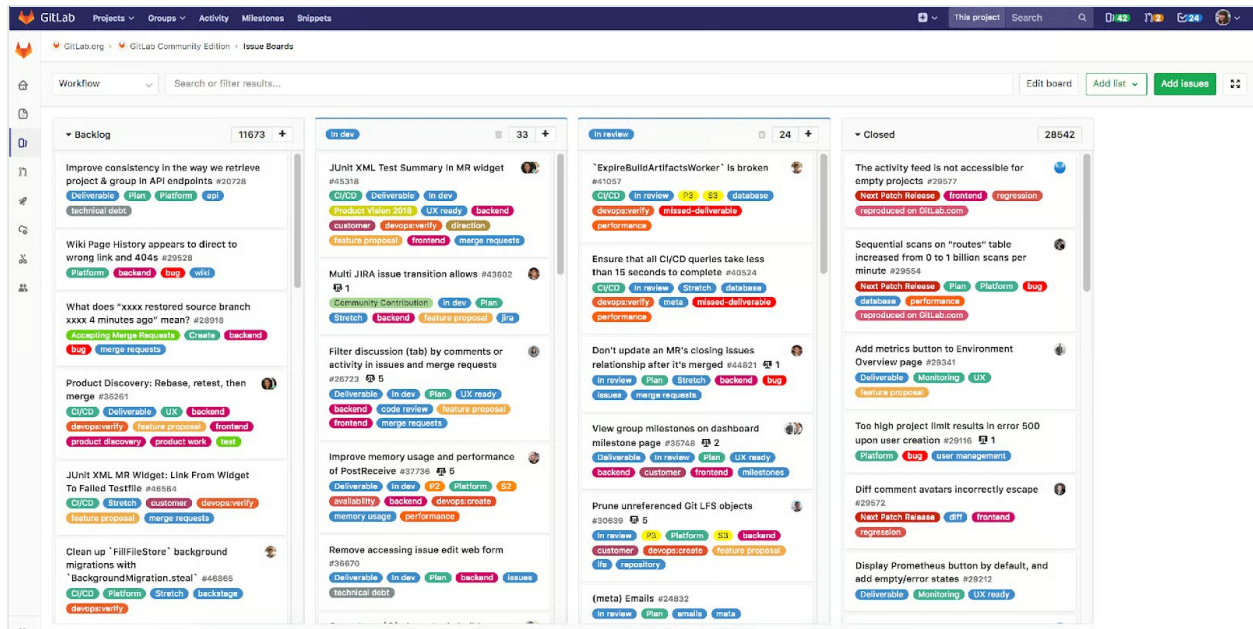 GitLab Projects Groups Activity Milestones Snippets This project Search 42 2 24
GitLab.org › GitLab Community Edition › Issue Boards
Workflow Search or filter results... Edit board Add list Add issues
Backlog 11673 +
Improve consistency in the way we retrieve
project & group in API endpoints #20728
Deliverable Plan Platform api
technical debt
Wiki Page History appears to direct to
wrong link and 404s #29528
Platform backend bug wiki
What does "xxxx restored source branch
xxxx 4 minutes ago" mean? #28918
Accepting Merge Requests Create backend
bug merge requests
Product Discovery: Rebase, retest, then
merge #35261
CI/CD Deliverable UX backend
devops:verify feature proposal frontend
product discovery product work test
JUnit XML MR Widget: Link From Widget
To Failed Testfile #46564
CI/CD Stretch customer devops:verify
feature proposal merge requests
Clean up `FillFileStore` background
migrations with
`BackgroundMigration.steal` #46865
CI/CD Platform Stretch backstage
devops:verify
In dev 33 +
JUnit XML Test Summary in MR widget
#45318
CI/CD Deliverable In dev
Product Vision 2018 UX ready backend
customer devops:verify direction
feature proposal frontend merge requests
Multi JIRA issue transition allows #43602
1
Community Contribution In dev Plan
Stretch backend feature proposal jira
Filter discussion (tab) by comments or
activity in issues and merge requests
#26723 5
Deliverable In dev Plan UX ready
backend code review feature proposal
frontend merge requests
Improve memory usage and performance
of PostReceive #37736 5
Deliverable In dev P2 Platform S2
availability backend devops:create
memory usage performance
Remove accessing issue edit web form
#36670
Deliverable In dev Plan backend issues
technical debt
In review 24 +
`ExpireBuildArtifactsWorker` is broken
#41057
CI/CD In review P3 S3 database
devops:verify missed-deliverable
performance
Ensure that all CI/CD queries take less
than 15 seconds to complete #40524
CI/CD In review Stretch database
devops:verify meta missed-deliverable
performance
Don't update an MR's closing issues
relationship after it's merged #44821 1
In review Plan Stretch backend bug
issues merge requests
View group milestones on dashboard
milestone page #35748 2
Deliverable In review Plan UX ready
backend customer frontend milestones
Prune unreferenced Git LFS objects
#30639 5
In review P3 Platform S3 backend
customer devops:create feature proposal
lfs repository
(meta) Emails #24832
In review Plan emails meta
Closed 28542
The activity feed is not accessible for
empty projects #29577
Next Patch Release frontend regression
reproduced on GitLab.com
Sequential scans on "routes" table
increased from 0 to 1 billion scans per
minute #29554
Next Patch Release Plan Platform bug
database performance
reproduced on GitLab.com
Add metrics button to Environment
Overview page #29341
Deliverable Monitoring UX
feature proposal
Too high project limit results in error 500
upon user creation #29116 1
Platform bug user management
Diff comment avatars incorrectly escape
#29572
Next Patch Release diff frontend
regression
Display Prometheus button by default, and
add empty/error states #29212
Deliverable Monitoring UX ready